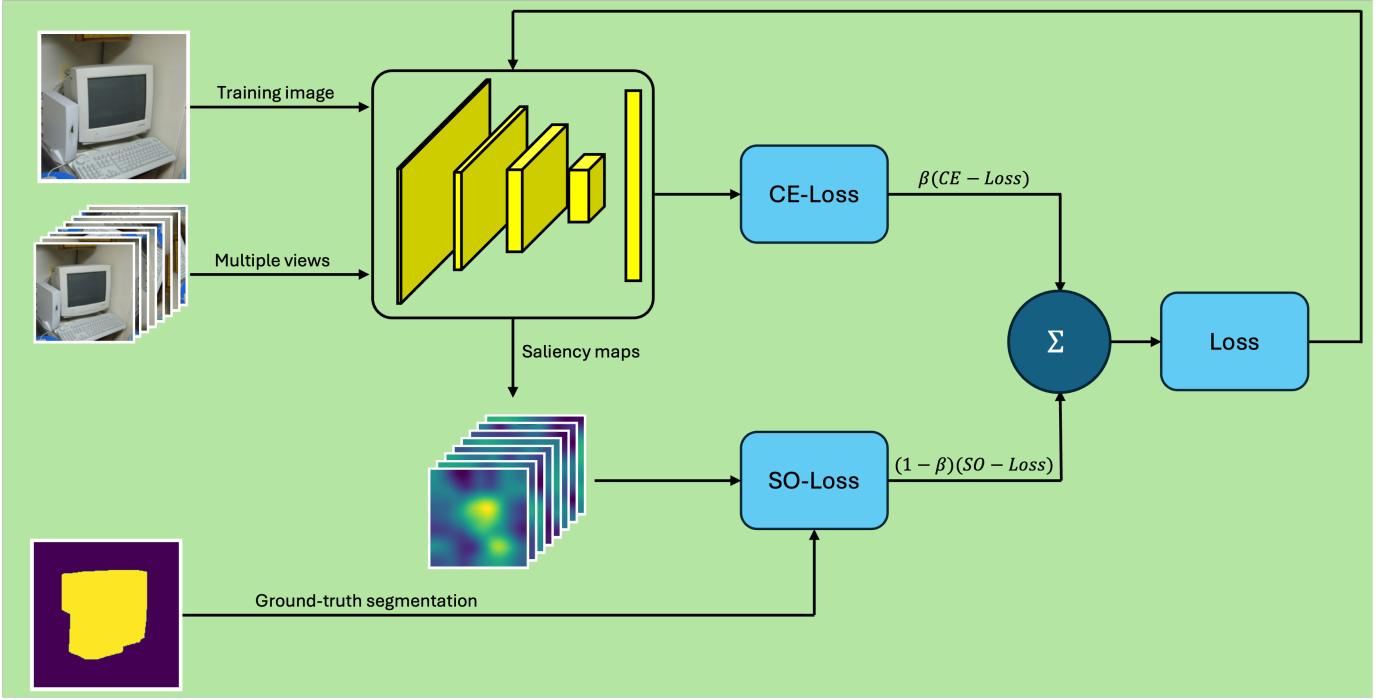 Training image
Multiple views
CE-Loss
β(CE − Loss)
Σ
Loss
Saliency maps
SO-Loss
(1 − β)(SO − Loss)
Ground-truth segmentation